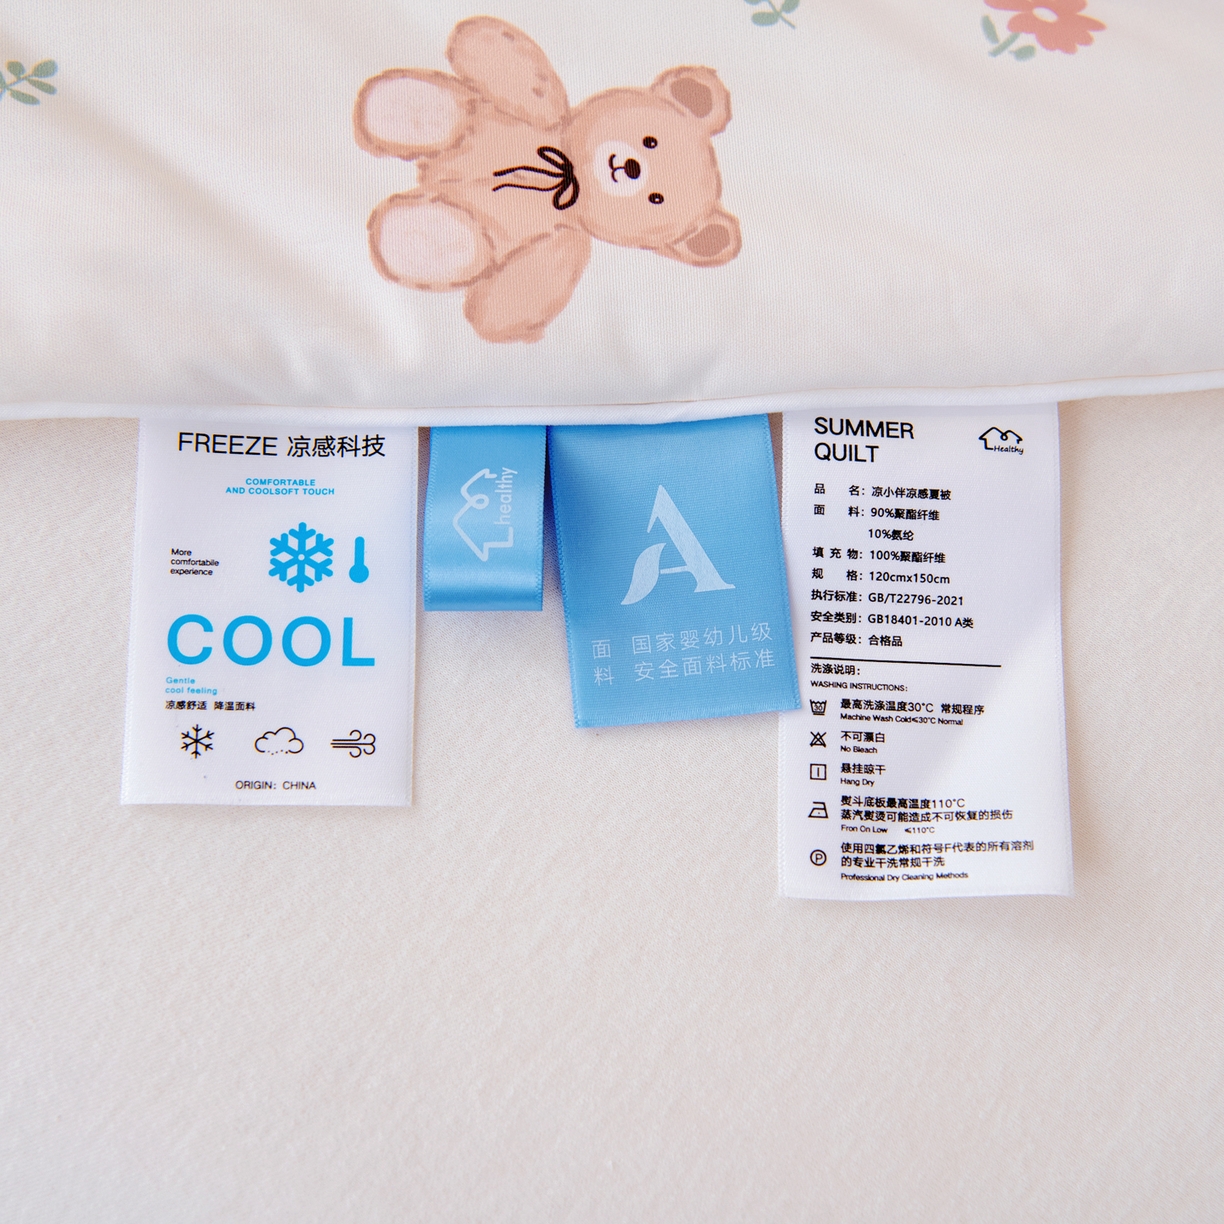 FREEZE 凉感科技
COMFORTABLE
AND COOLSOFT TOUCH
More
comfortabile
experience
COOL
Gentle
cool feeling
凉感舒适 降温面料
ORIGIN: CHINA
healthy
A
面料 国家婴幼儿级
安全面料标准
SUMMER
QUILT
Healthy
品 名: 凉小伴凉感夏被
面 料: 90%聚酯纤维
10%氨纶
填 充 物: 100%聚酯纤维
规 格: 120cmx150cm
执行标准: GB/T22796-2021
安全类别: GB18401-2010 A类
产品等级: 合格品
洗涤说明:
WASHING INSTRUCTIONS:
30
最高洗涤温度30°C 常规程序
Machine Wash Cold≤30°C Normal
不可漂白
No Bleach
悬挂晾干
Hang Dry
熨斗底板最高温度110°C
蒸汽熨烫可能造成不可恢复的损伤
Fron On Low ≤110°C
P
使用四氯乙烯和符号F代表的所有溶剂
的专业干洗常规干洗
Professional Dry Cleaning Methods